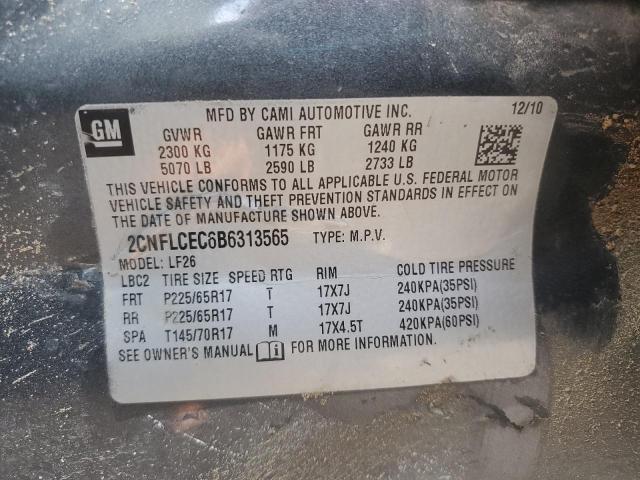 GM
MFD BY CAMI AUTOMOTIVE INC. 12/10
GVWR GAWR FRT GAWR RR
2300 KG 1175 KG 1240 KG
5070 LB 2590 LB 2733 LB
THIS VEHICLE CONFORMS TO ALL APPLICABLE U.S. FEDERAL MOTOR
VEHICLE SAFETY AND THEFT PREVENTION STANDARDS IN EFFECT ON
THE DATE OF MANUFACTURE SHOWN ABOVE.
2CNFLCEC6B6313565 TYPE: M.P.V.
MODEL: LF26
LBC2 TIRE SIZE SPEED RTG RIM COLD TIRE PRESSURE
FRT P225/65R17 T 17X7J 240KPA(35PSI)
RR P225/65R17 T 17X7J 240KPA(35PSI)
SPA T145/70R17 M 17X4.5T 420KPA(60PSI)
SEE OWNER'S MANUAL FOR ADDITIONAL INFORMATION.